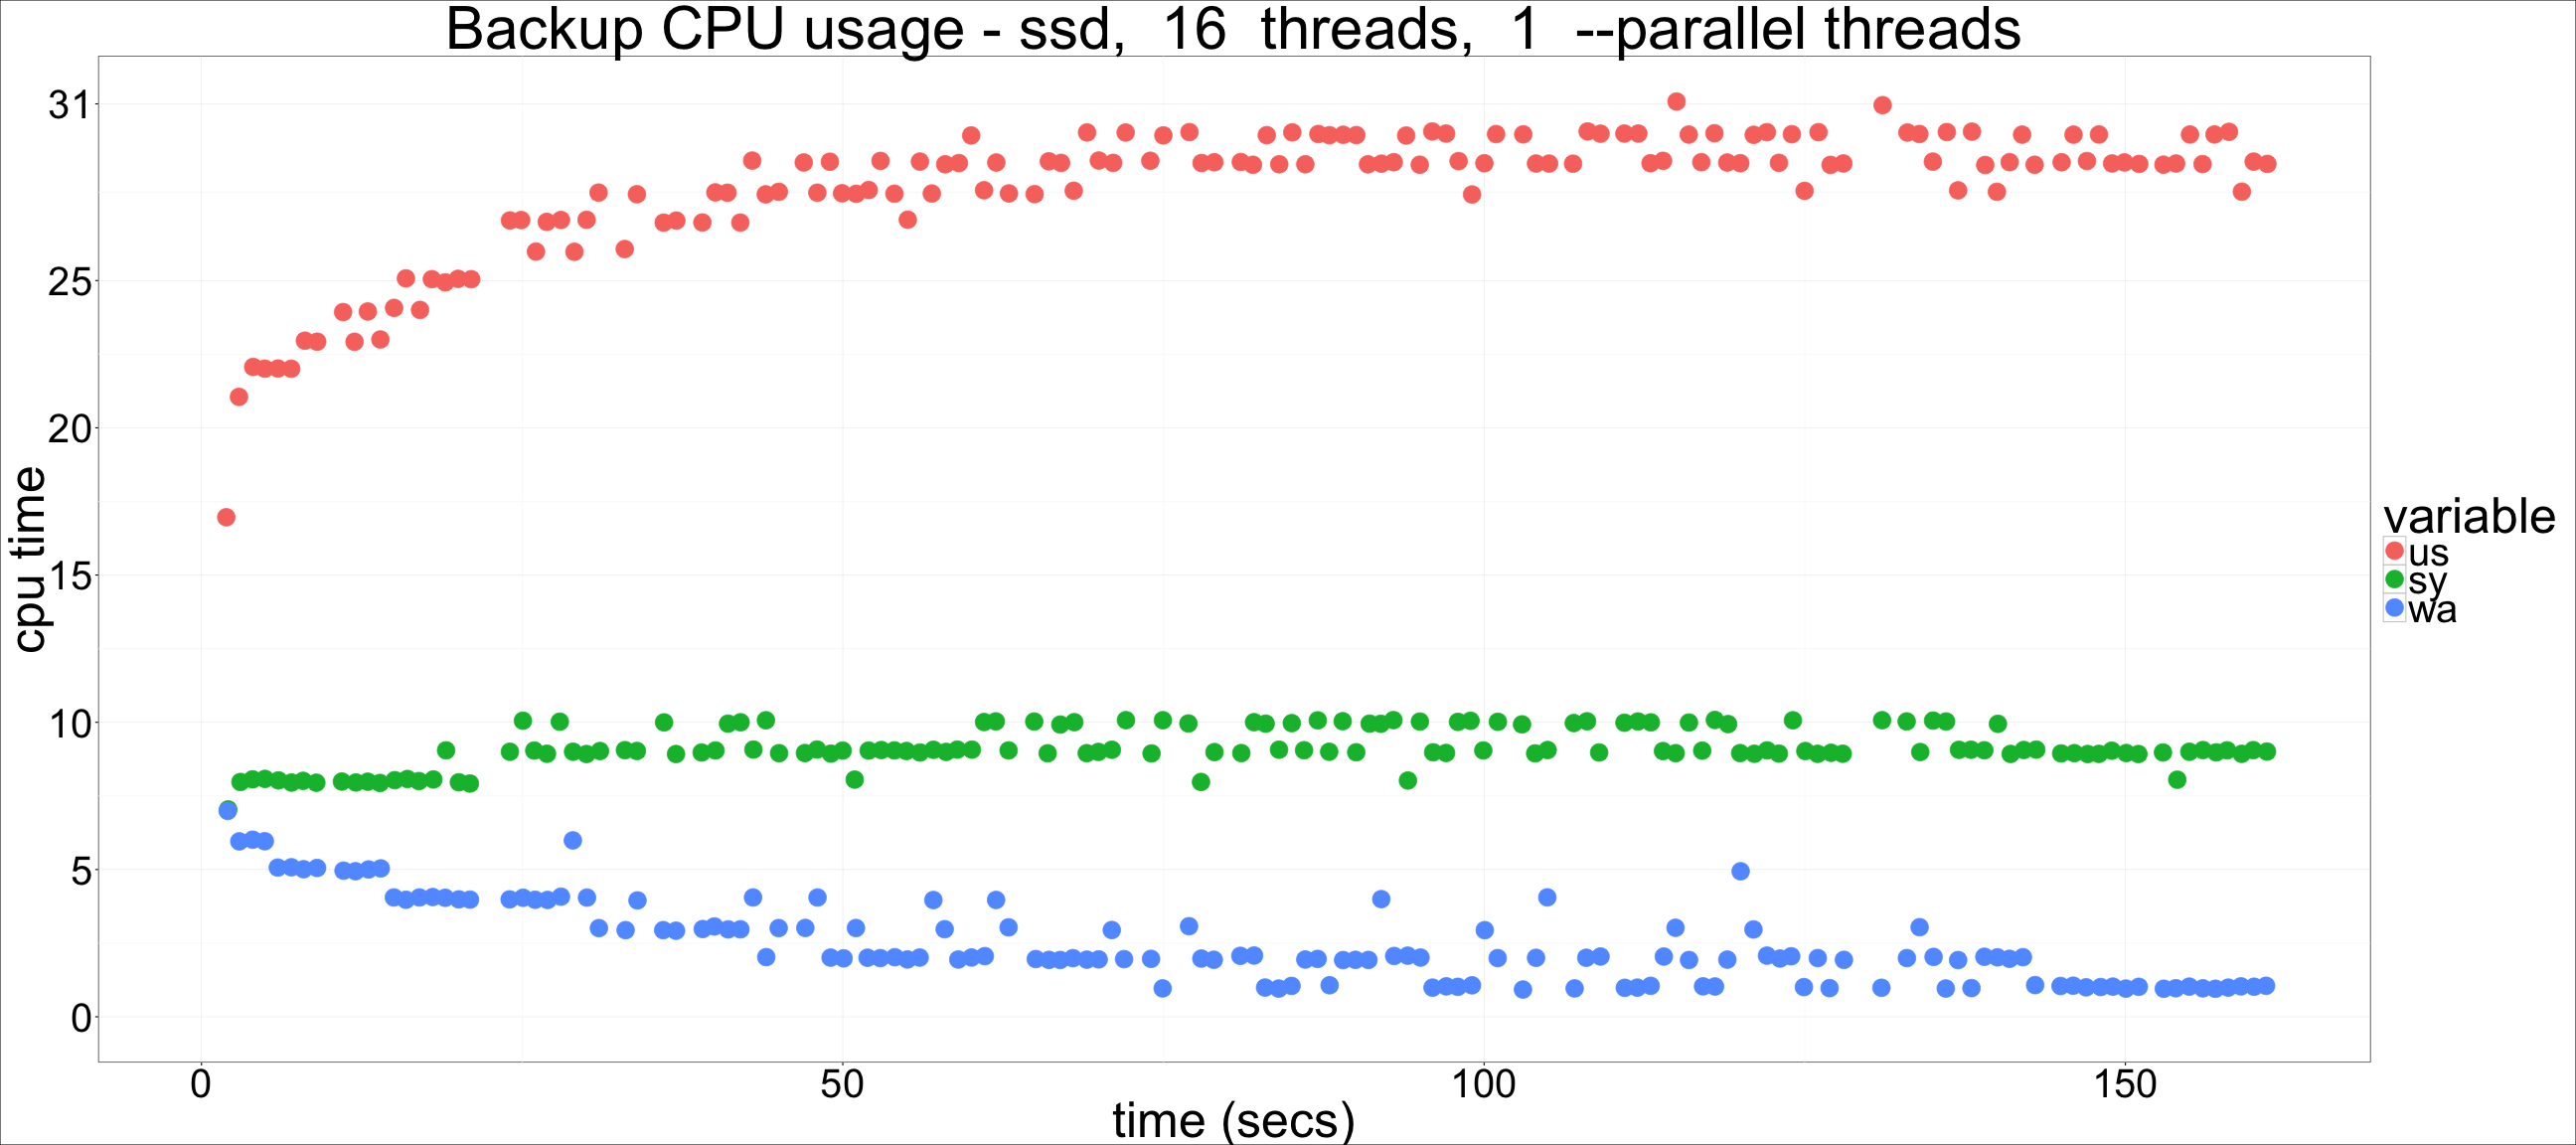 Backup CPU usage - ssd,  16  threads,  1  --parallel threads
31
25
20
15
10
5
0
cpu time
0 50 100 150
time (secs)
variable
us
sy
wa